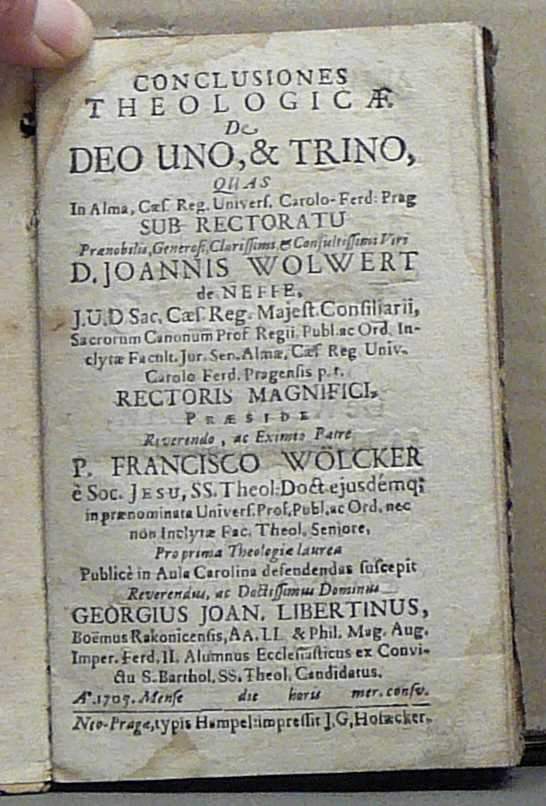 CONCLUSIONES
THEOLOGICÆ
De
DEO UNO, & TRINO,
QUAS
In Alma, Cæs. Reg. Univers. Carolo-Ferd: Prag
SUB RECTORATU
Prænobilis, Generosi, Clarissimi, & Consultissimi Viri
D. JOANNIS WOLWERT
de NEFFE,
J.U.D Sac. Cæs. Reg. Majest. Consiliarii,
Sacrorum Canonum Prof Regii, Publ. ac Ord. In-
clytæ Facult. Jur. Sen. Almæ, Cæs. Reg. Univ.
Carolo Ferd. Pragensis p.t.
RECTORIS MAGNIFICI,
PRÆSIDE
Reverendo, ac Eximio Patre
P. FRANCISCO WÖLCKER
è Soc. JESU, SS. Theol: Doct. ejusdémq;
in prænominata Univers. Prof. Publ. ac Ord. nec
nòn Inclytæ Fac. Theol. Seniore,
Pro prima Theologiæ laurea
Publicè in Aula Carolina defendendas suscepit
Reverendus, ac Doctissimus Dominus
GEORGIUS JOAN. LIBERTINUS,
Boëmus Rakonicensis, AA. LL. & Phil. Mag. Aug.
Imper. Ferd. II. Alumnus Ecclesiasticus ex Convi-
ctu S. Barthol. SS. Theol. Candidatus.
Aº. 1705. Mense die horis mer. consv.
Neo-Pragæ, typis Hampel: impressit J.G. Hofæcker.